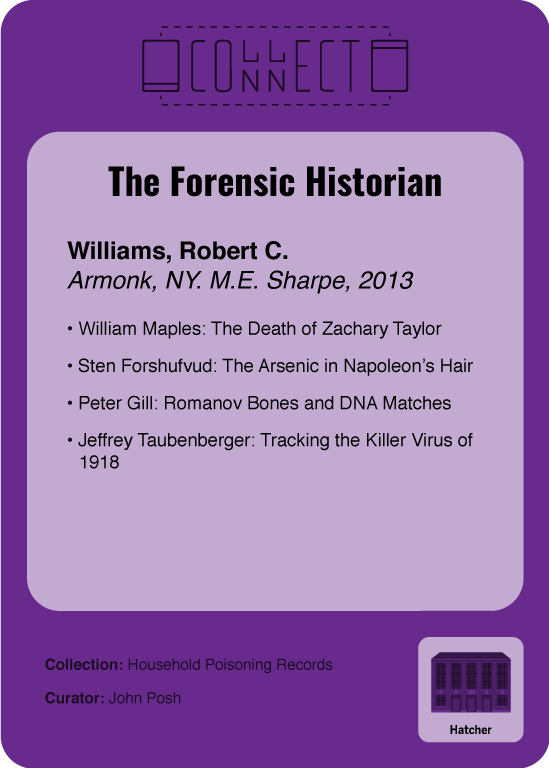 COLLECT
CONNECT
The Forensic Historian
Williams, Robert C.
Armonk, NY. M.E. Sharpe, 2013
• William Maples: The Death of Zachary Taylor
• Sten Forshufvud: The Arsenic in Napoleon's Hair
• Peter Gill: Romanov Bones and DNA Matches
• Jeffrey Taubenberger: Tracking the Killer Virus of
1918
Collection: Household Poisoning Records
Curator: John Posh
Hatcher